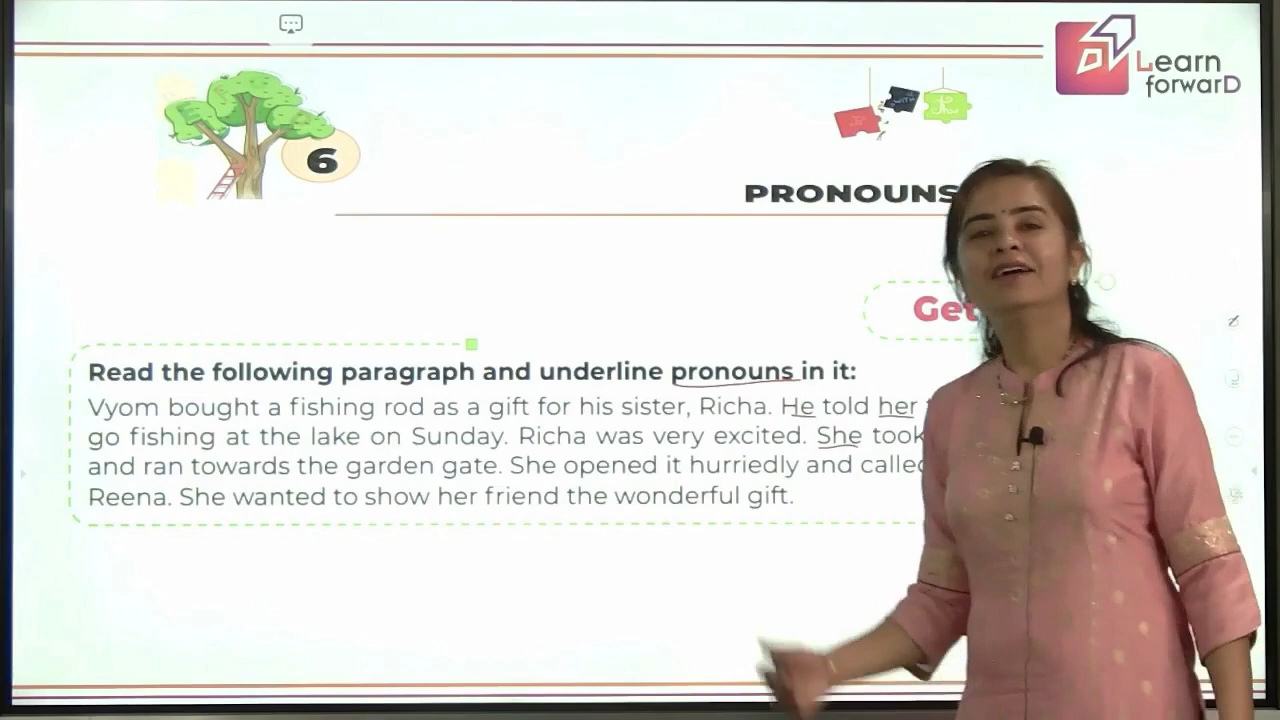 Learn
forwarD
6
PRONOUNS
Get
Read the following paragraph and underline pronouns in it:
Vyom bought a fishing rod as a gift for his sister, Richa. He told her
go fishing at the lake on Sunday. Richa was very excited. She took
and ran towards the garden gate. She opened it hurriedly and called
Reena. She wanted to show her friend the wonderful gift.